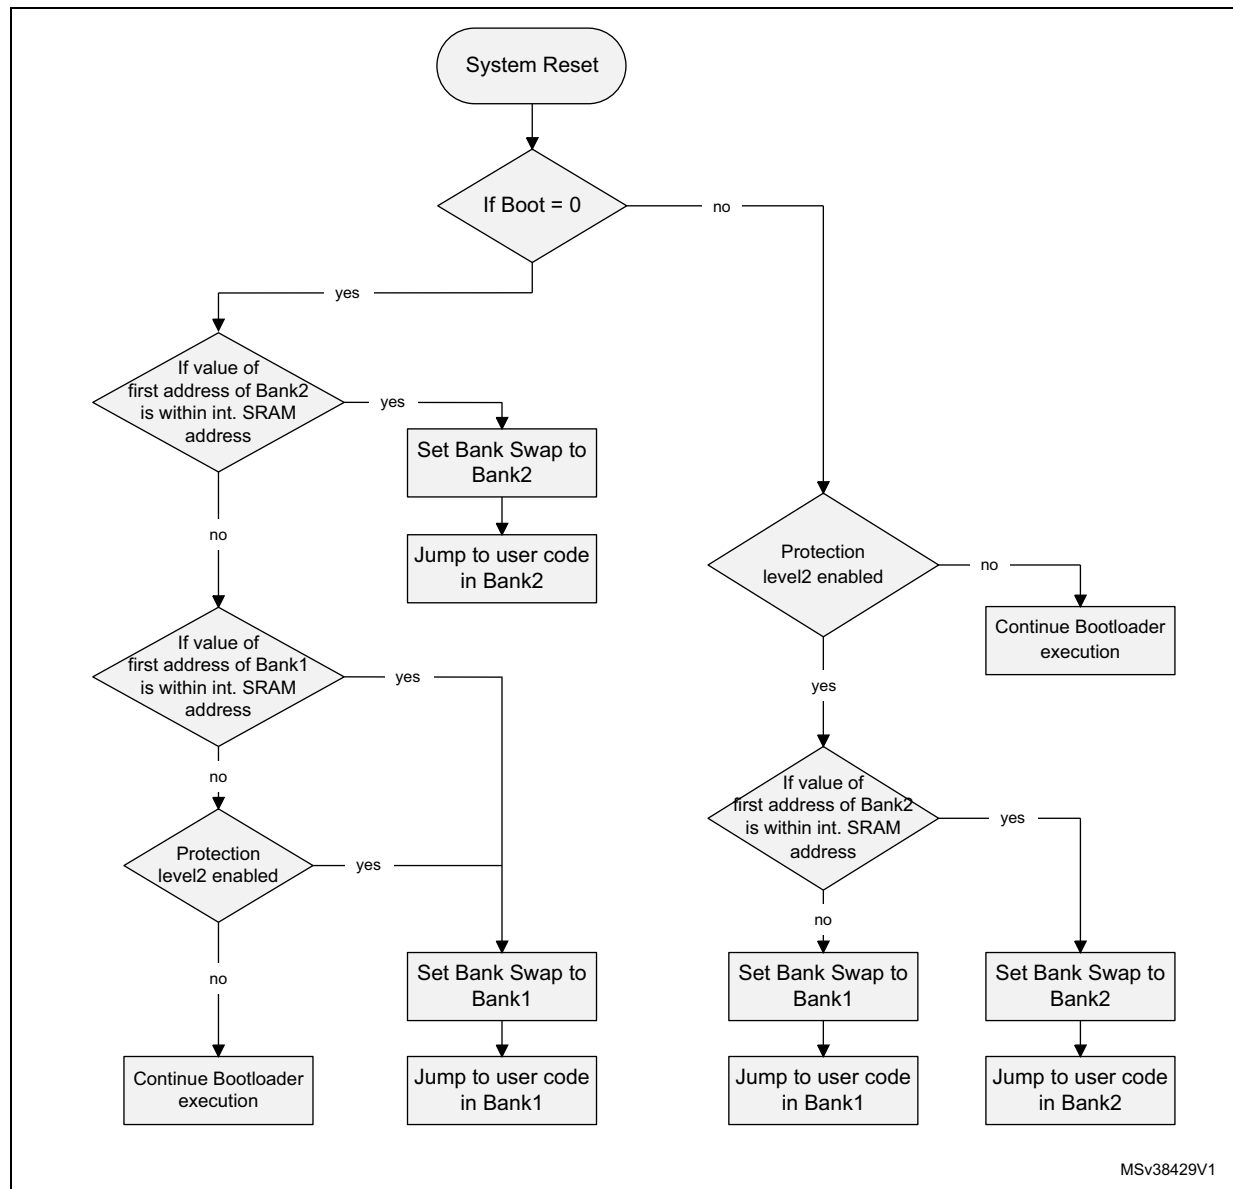 System Reset
If Boot = 0
no
yes
If value of
first address of Bank2
is within int. SRAM
address
yes
Set Bank Swap to
Bank2
no
Jump to user code
in Bank2
Protection
level2 enabled
no
Continue Bootloader
execution
If value of
first address of Bank1
is within int. SRAM
address
yes
yes
no
If value of
first address of Bank2
is within int. SRAM
address
yes
Protection
level2 enabled
yes
no
no
Set Bank Swap to
Bank1
Set Bank Swap to
Bank1
Set Bank Swap to
Bank2
Continue Bootloader
execution
Jump to user code
in Bank1
Jump to user code
in Bank1
Jump to user code
in Bank2
MSv38429V1